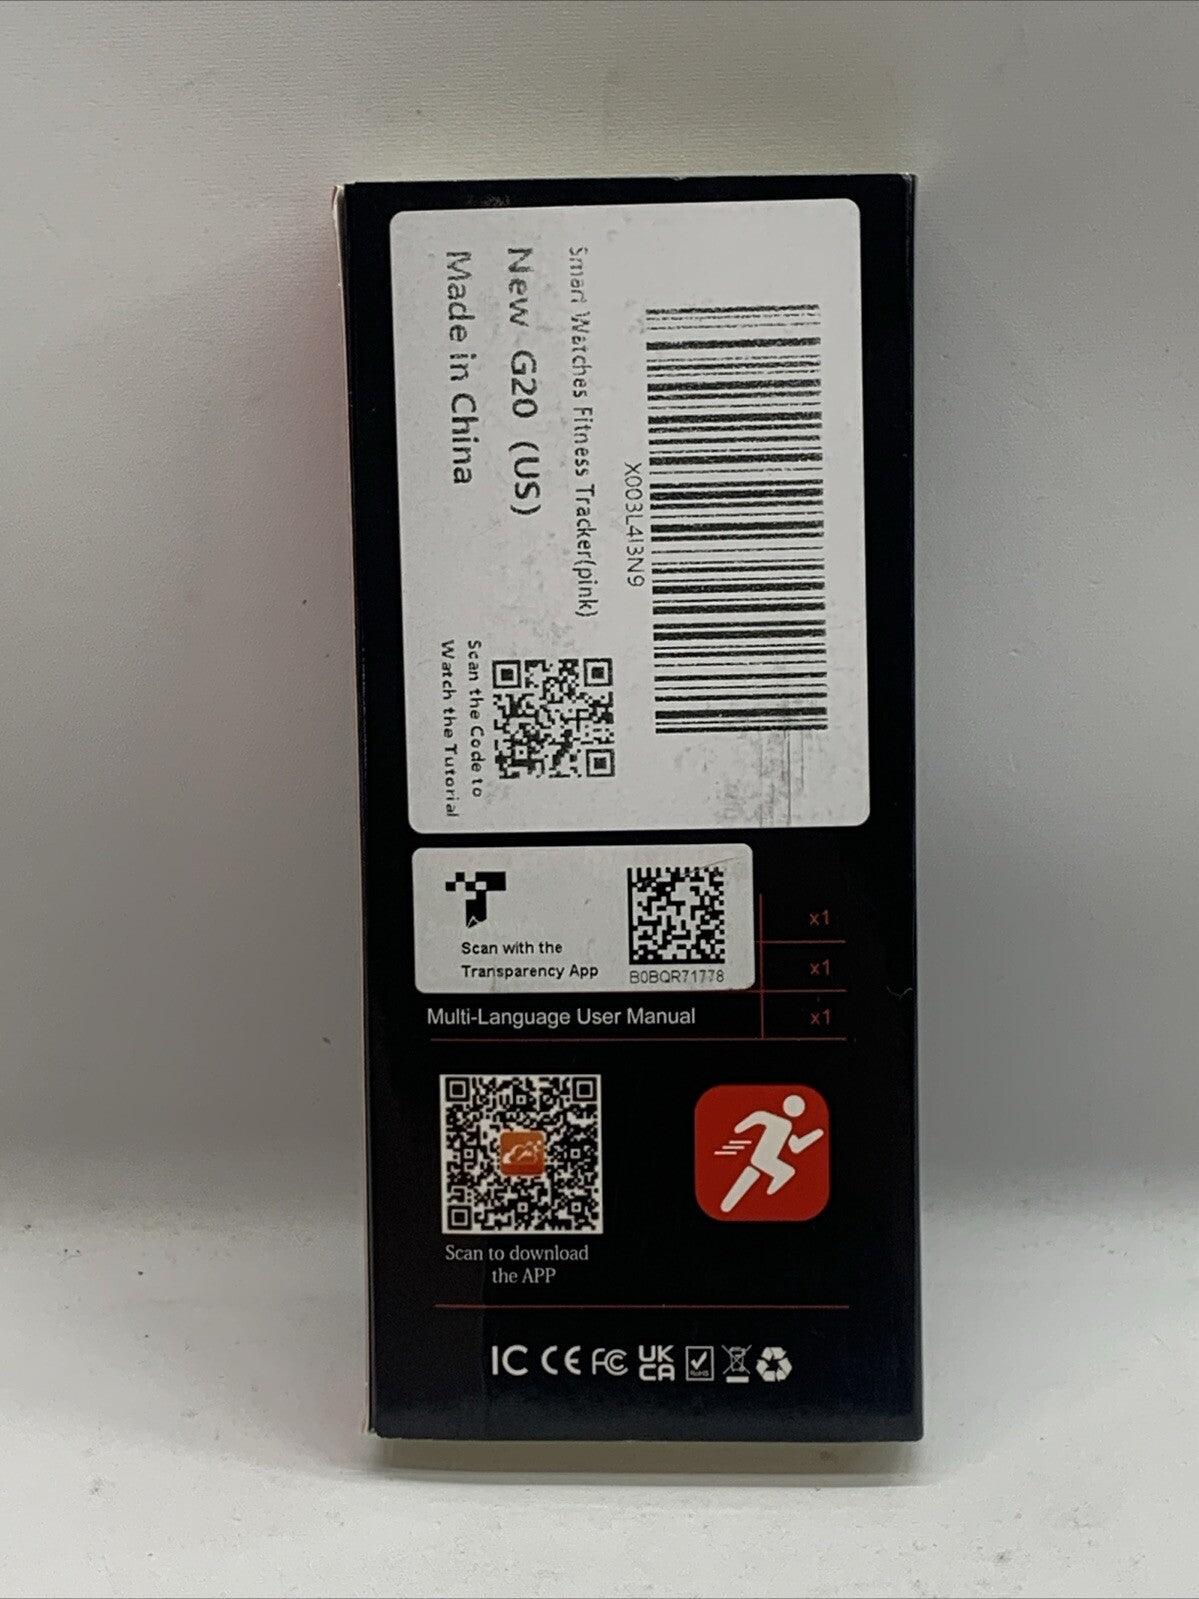 X003L4I3N9
Smart Watches Fitness Tracker(pink)
New G20 (US)
Made in China
Scan the Code to
Watch the Tutorial
Scan with the
Transparency App
B0BQR71778
x1
x1
Multi-Language User Manual x1
Scan to download
the APP
IC CE FC UK
CA
RoHS